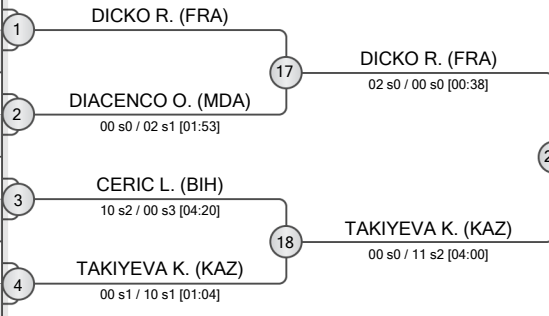 1
DICKO R. (FRA)
17
DICKO R. (FRA)
02 s0 / 00 s0 [00:38]
2
DIACENCO O. (MDA)
00 s0 / 02 s1 [01:53]
3
CERIC L. (BIH)
10 s2 / 00 s3 [04:20]
18
TAKIYEVA K. (KAZ)
00 s0 / 11 s2 [04:00]
4
TAKIYEVA K. (KAZ)
00 s1 / 10 s1 [01:04]